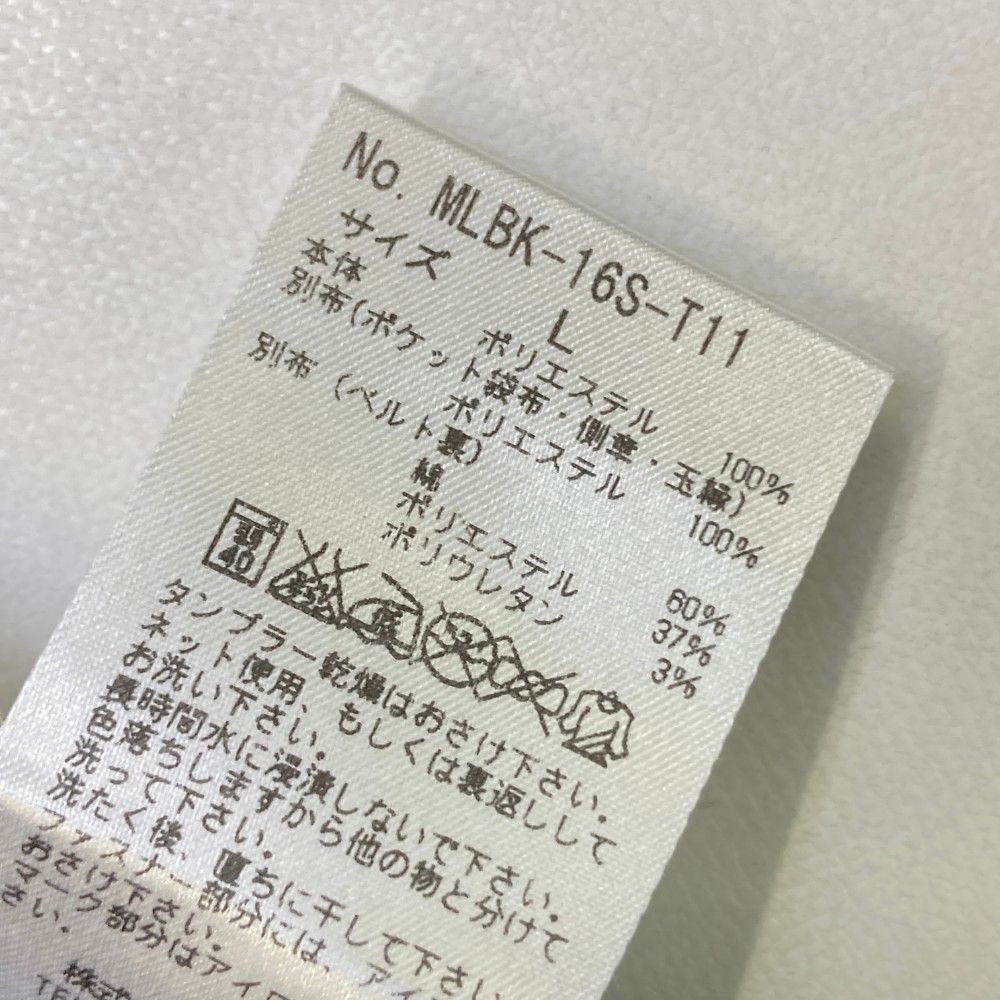 No. MLBK-16S-T11
サイズ L
本体 ポリエステル 100%
別布(ポケット袋布・側章・玉縁)
ポリエステル 100%
別布 (ベルト裏)
綿 60%
ポリエステル 37%
ポリウレタン 3%
40
タンブラー乾燥はおさけ下さい.
ネット使用、もしくは裏返しして
お洗い下さい.
長時間水に浸漬しないで下さい.
色落ちしますから他の物と分けて
洗って下さい.
洗たく後、直ちに干して下さい.
ファスナー部分には、アイ
おさけ下さい.
マーク部分はアイロ
さい.
株式
TEL